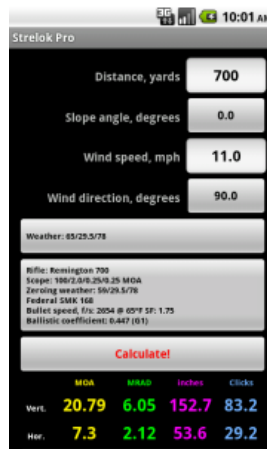 3G 10:01 AM
Strelok Pro
Distance, yards 700
Slope angle, degrees 0.0
Wind speed, mph 11.0
Wind direction, degrees 90.0
Weather: 65/29.5/78
Rifle: Remington 700
Scope: 100/2.0/0.25/0.25 MOA
Zeroing weather: 59/29.5/78
Federal SMK 168
Bullet speed, f/s: 2654 @ 65°F SF: 1.75
Ballistic coefficient: 0.447 (G1)
Calculate!
MOA MRAD Inches Clicks
Vert. 20.79 6.05 152.7 83.2
Hor. 7.3 2.12 53.6 29.2